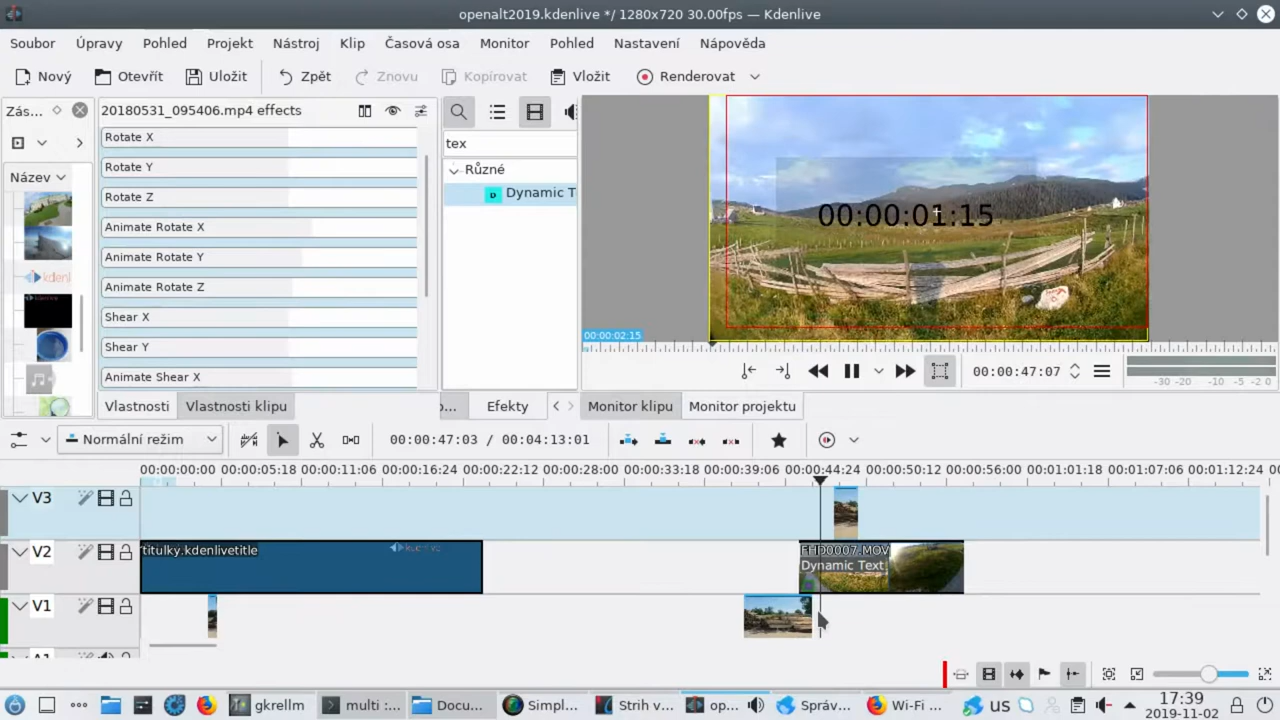 openalt2019.kdenlive */ 1280x720 30.00fps — Kdenlive
Soubor Úpravy Pohled Projekt Nástroj Klip Časová osa Monitor Pohled Nastavení Nápověda
Nový Otevřít Uložit Zpět Znovu Kopírovat Vložit Renderovat
Zás... 20180531_095406.mp4 effects
Název
Rotate X
Rotate Y
Rotate Z
Animate Rotate X
Animate Rotate Y
Animate Rotate Z
Shear X
Shear Y
Animate Shear X
tex
Různé
Dynamic T
00:00:01:15
00:00:02:15
00:00:47:07
-30 -20 -10 -5 -2 0
Vlastnosti Vlastnosti klipu
Efekty
Monitor klipu Monitor projektu
Normální režim 00:00:47:03 / 00:04:13:01
00:00:00:00 00:00:05:18 00:00:11:06 00:00:16:24 00:00:22:12 00:00:28:00 00:00:33:18 00:00:39:06 00:00:44:24 00:00:50:12 00:00:56:00 00:01:01:18 00:01:07:06 00:01:12:24 00:
V3
V2
titulky.kdenlivetitle
FHD0007.MOV
Dynamic Text
V1
gkrellm multi :... Docu... Simpl... Strih v... op... Správ... Wi-Fi ... us
17:39
2019-11-02